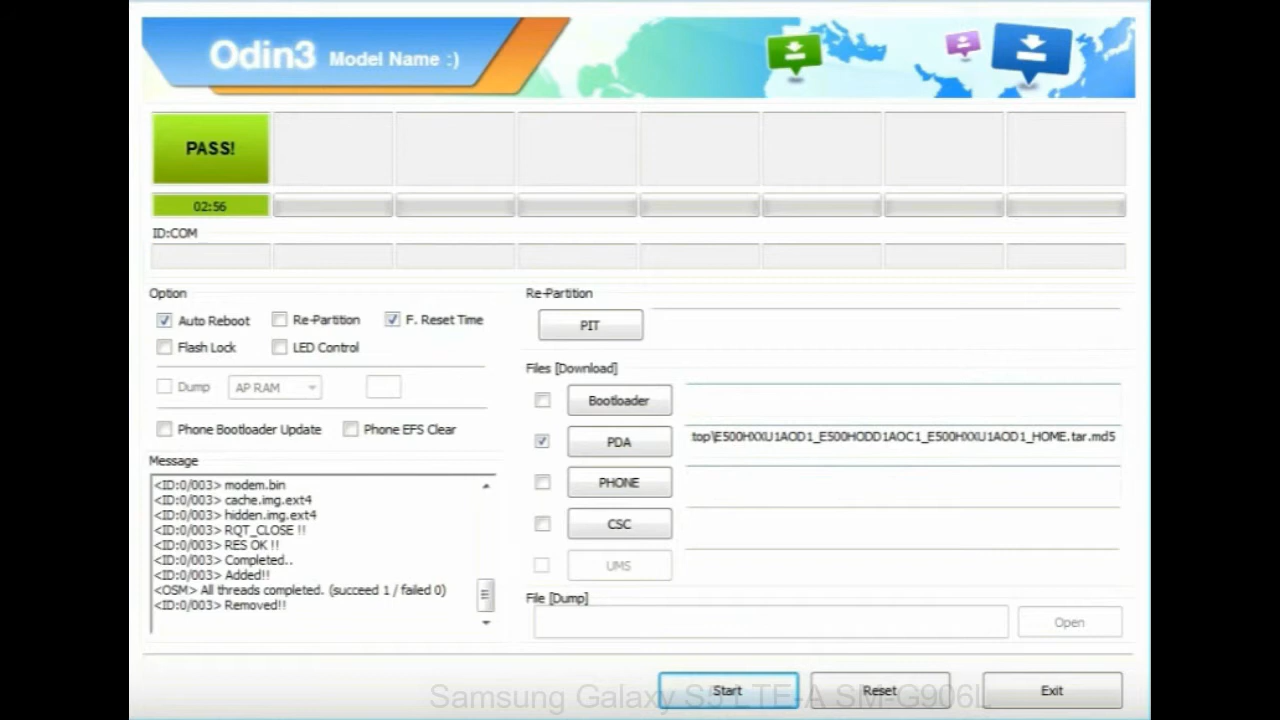 Odin3 Model Name :)
PASS!
02:56
ID:COM
Option
Auto Reboot Re-Partition F. Reset Time
Flash Lock LED Control
Dump AP RAM
Phone Bootloader Update Phone EFS Clear
Message
<ID:0/003> modem.bin
<ID:0/003> cache.img.ext4
<ID:0/003> hidden.img.ext4
<ID:0/003> RQT_CLOSE !!
<ID:0/003> RES OK !!
<ID:0/003> Completed..
<ID:0/003> Added!!
<OSM> All threads completed. (succeed 1 / failed 0)
<ID:0/003> Removed!!
Re-Partition
PIT
Files [Download]
Bootloader
PDA top\E500HXXU1AOD1_E500HODD1AOC1_E500HXXU1AOD1_HOME.tar.md5
PHONE
CSC
UMS
File [Dump]
Open
Start Reset Exit
Samsung Galaxy S5 LTE-A SM-G906L